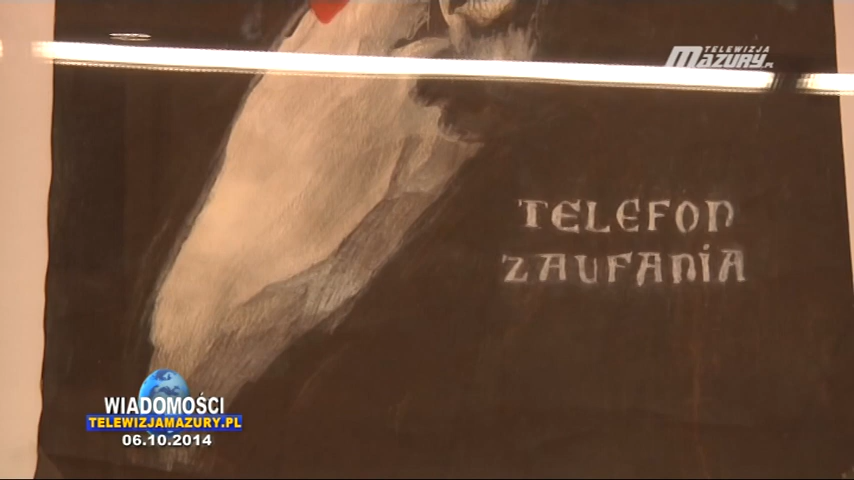 TELEWIZJA
MAZURY.PL
TELEFON
ZAUFANIA
WIADOMOŚCI
TELEWIZJAMAZURY.PL
06.10.2014